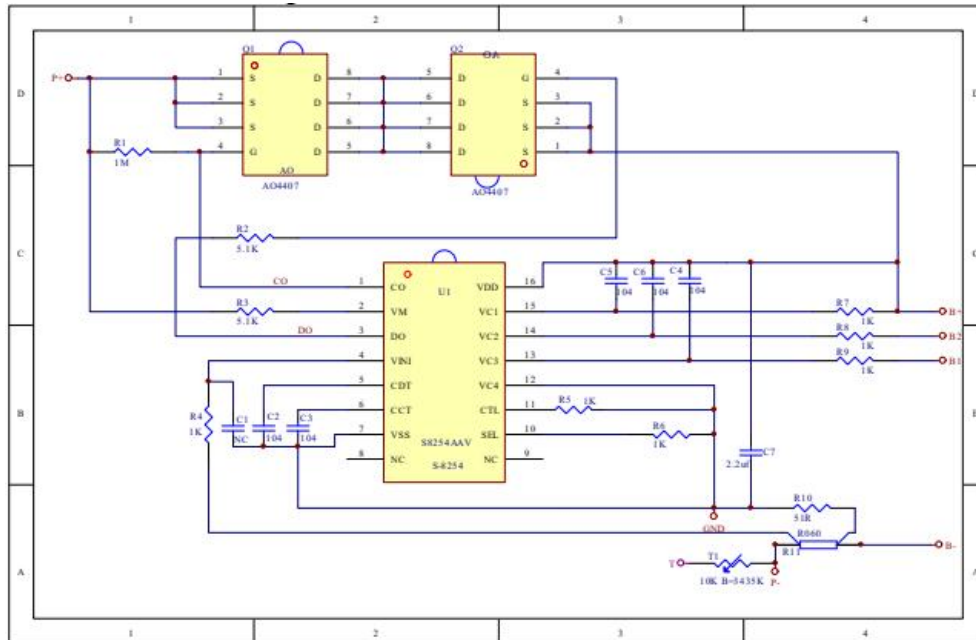 1 2 3 4
D
Q1
Q2
P+
1 S D 8
2 S D 7
3 S D 6
4 G D 5
AO
AO4407
5 D G 4
6 D S 3
7 D S 2
8 D S 1
AO4407
R1
1M
C
R2
5.1K
CO
R3
5.1K
DO
U1
1 CO VDD 16
2 VM VC1 15
3 DO VC2 14
4 VINI VC3 13
5 CDT VC4 12
6 CCT CTL 11
7 VSS SEL 10
8 NC NC 9
S8254AAV
S-8254
C5 C6 C4
104 104 104
R7
1K
B+
R8
1K
B2
R9
1K
B1
B
R4
1K
C1
NC
C2
104
C3
104
R5 1K
R6
1K
C7
2.2uf
GND
R10
51R
R060
R11
B-
A
T
T1
10K B=3435K
P-
1 2 3 4